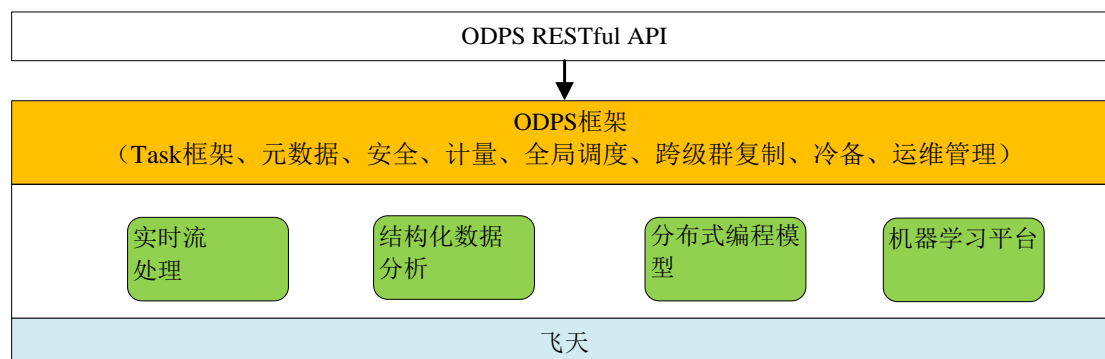 ODPS RESTful API
ODPS框架
（Task框架、元数据、安全、计量、全局调度、跨级群复制、冷备、运维管理）
实时流
处理
结构化数据
分析
分布式编程模
型
机器学习平台
飞天